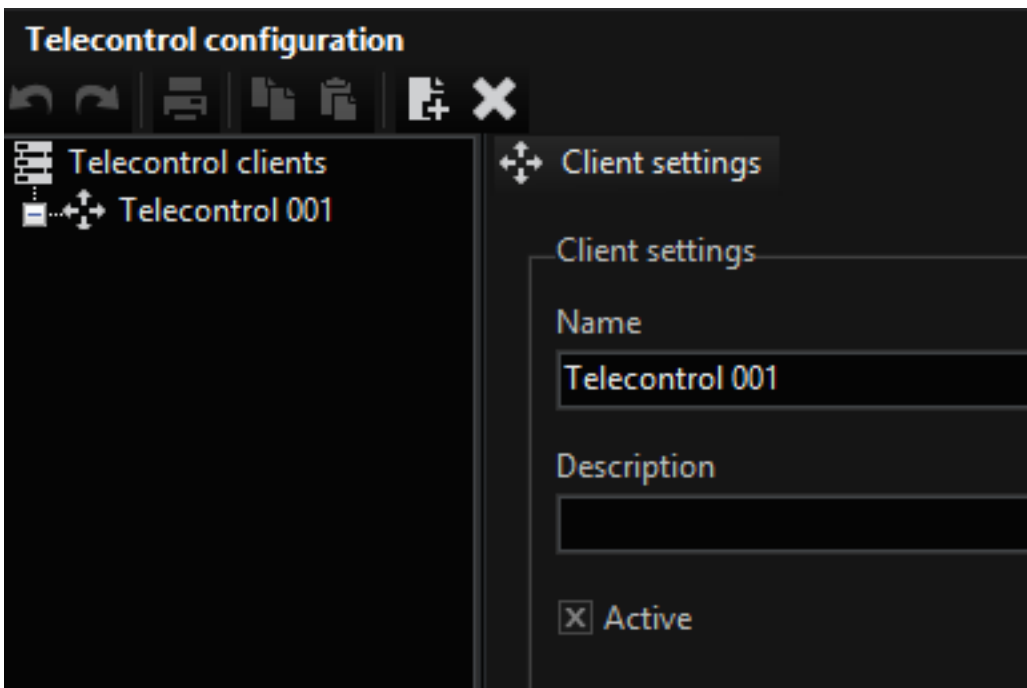 Telecontrol configuration
Telecontrol clients
Telecontrol 001
Client settings
Client settings
Name
Telecontrol 001
Description
Active